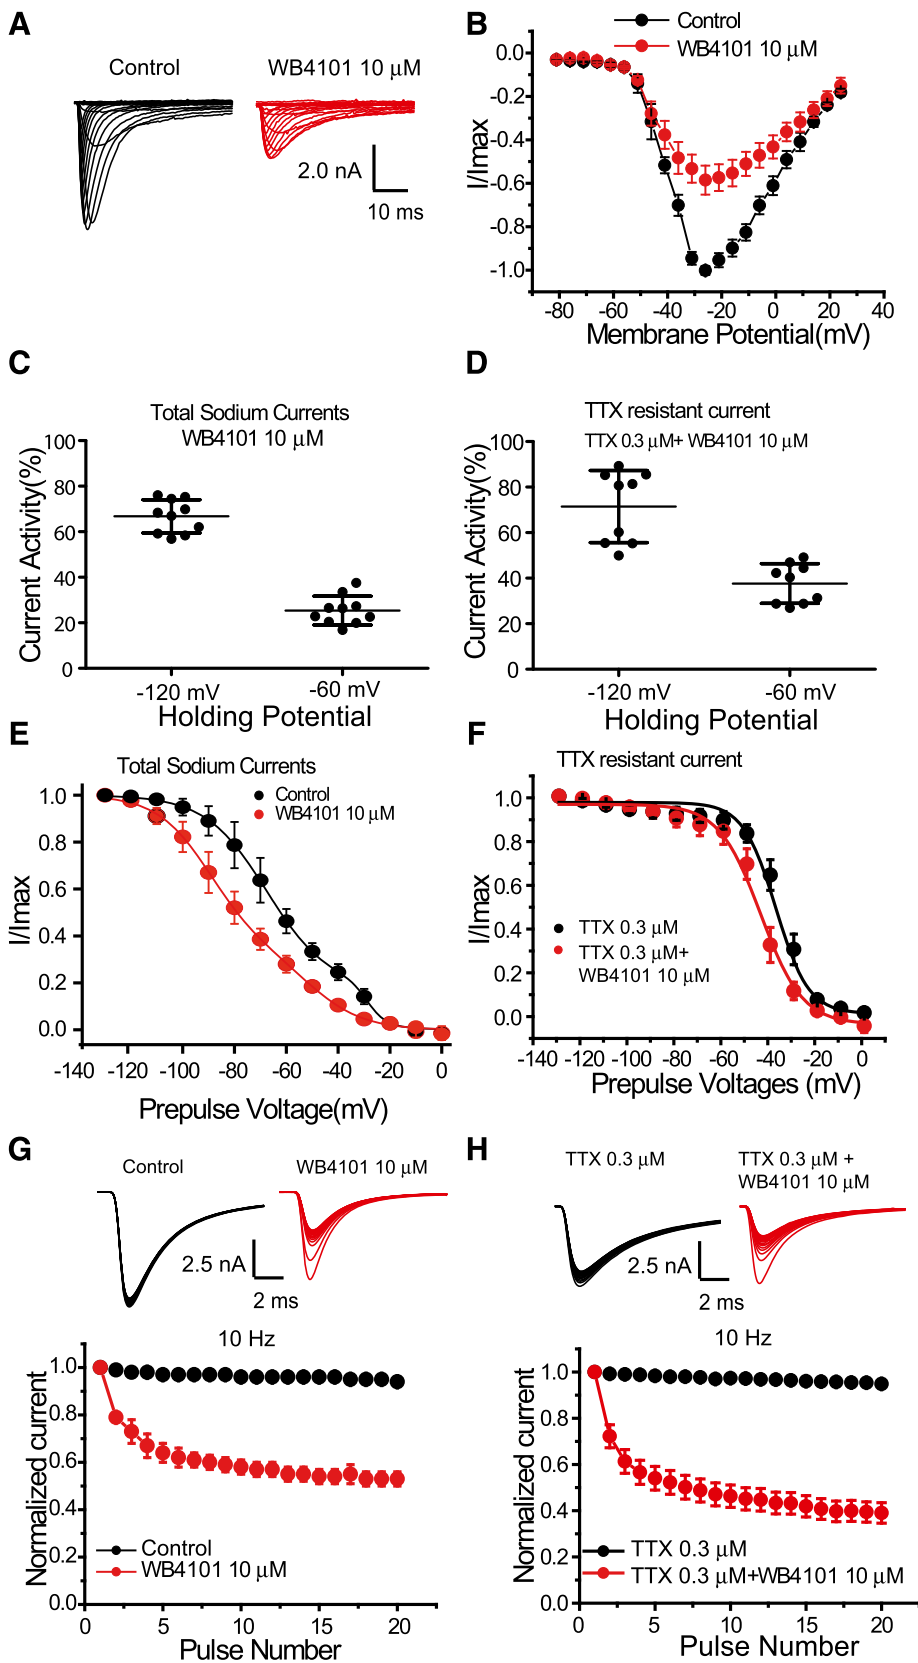 A
Control
WB4101 10 µM
2.0 nA
10 ms
B
Control
WB4101 10 µM
0.0
-0.2
-0.4
-0.6
-0.8
-1.0
I/Imax
-80
-60
-40
-20
0
20
40
Membrane Potential(mV)
C
Total Sodium Currents
WB4101 10 µM
100
80
60
40
20
0
Current Activity(%)
-120 mV
-60 mV
Holding Potential
D
TTX resistant current
TTX 0.3 µM+ WB4101 10 µM
100
80
60
40
20
0
Current Activity(%)
-120 mV
-60 mV
Holding Potential
E
Total Sodium Currents
Control
WB4101 10 µM
1.0
0.8
0.6
0.4
0.2
0.0
I/Imax
-140
-120
-100
-80
-60
-40
-20
0
Prepulse Voltage(mV)
F
TTX resistant current
1.0
0.8
0.6
0.4
0.2
0.0
I/Imax
TTX 0.3 µM
TTX 0.3 µM+
WB4101 10 µM
-140
-120
-100
-80
-60
-40
-20
0
Prepulse Voltages (mV)
G
Control
WB4101 10 µM
2.5 nA
2 ms
10 Hz
1.0
0.8
0.6
0.4
0.2
0.0
Normalized current
Control
WB4101 10 µM
0
5
10
15
20
Pulse Number
H
TTX 0.3 µM
TTX 0.3 µM +
WB4101 10 µM
2.5 nA
2 ms
10 Hz
1.0
0.8
0.6
0.4
0.2
0.0
Normalized current
TTX 0.3 µM
TTX 0.3 µM+WB4101 10 µM
0
5
10
15
20
Pulse Number